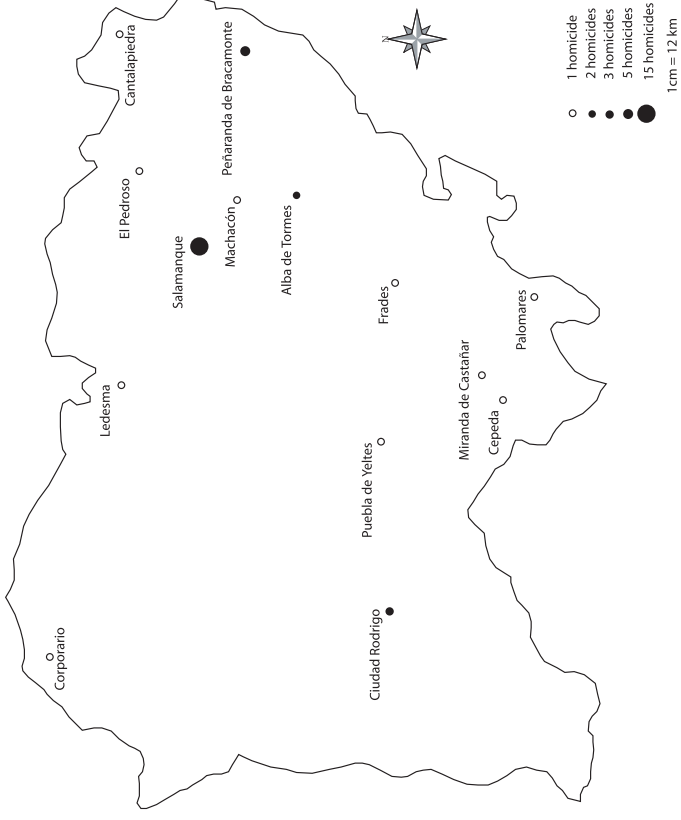 Cantalapiedra
Peñaranda de Bracamonte
El Pedroso
Machacón
Salamanque
Alba de Tormes
Frades
Palomares
Ledesma
Miranda de Castañar
Cepeda
Puebla de Yeltes
Corporario
Ciudad Rodrigo
N
1 homicide
2 homicides
3 homicides
5 homicides
15 homicides
1cm = 12 km